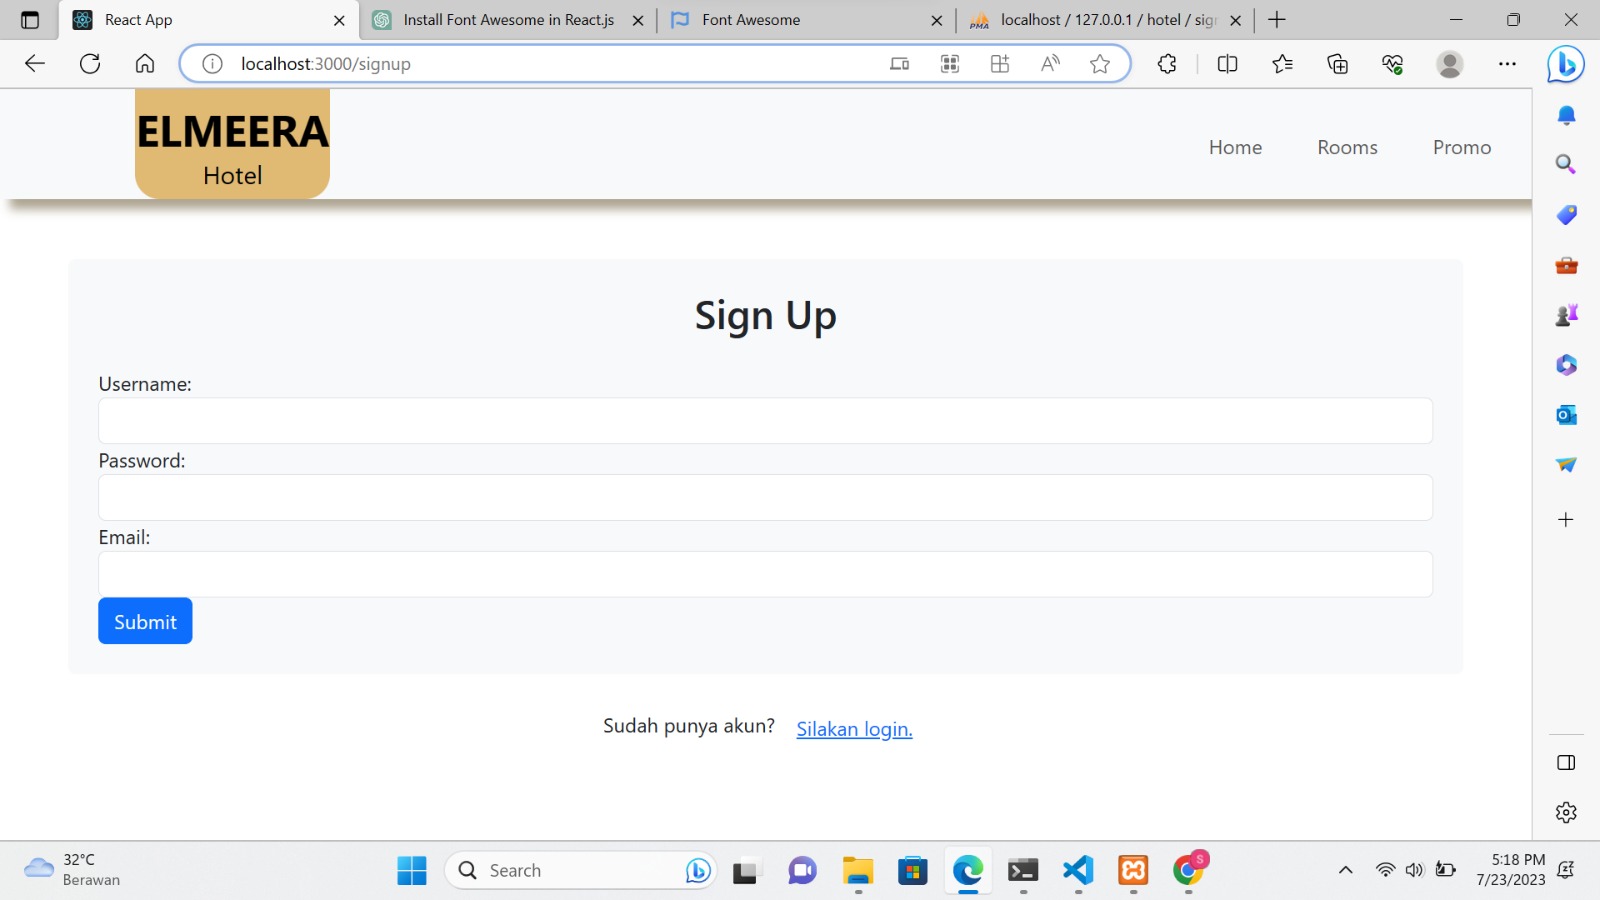 React App
Install Font Awesome in React.js
Font Awesome
localhost / 127.0.0.1 / hotel / sig
localhost:3000/signup
ELMEERA
Hotel
Home
Rooms
Promo
Sign Up
Username:
Password:
Email:
Submit
Sudah punya akun? Silakan login.
32°C
Berawan
Search
S
5:18 PM
7/23/2023